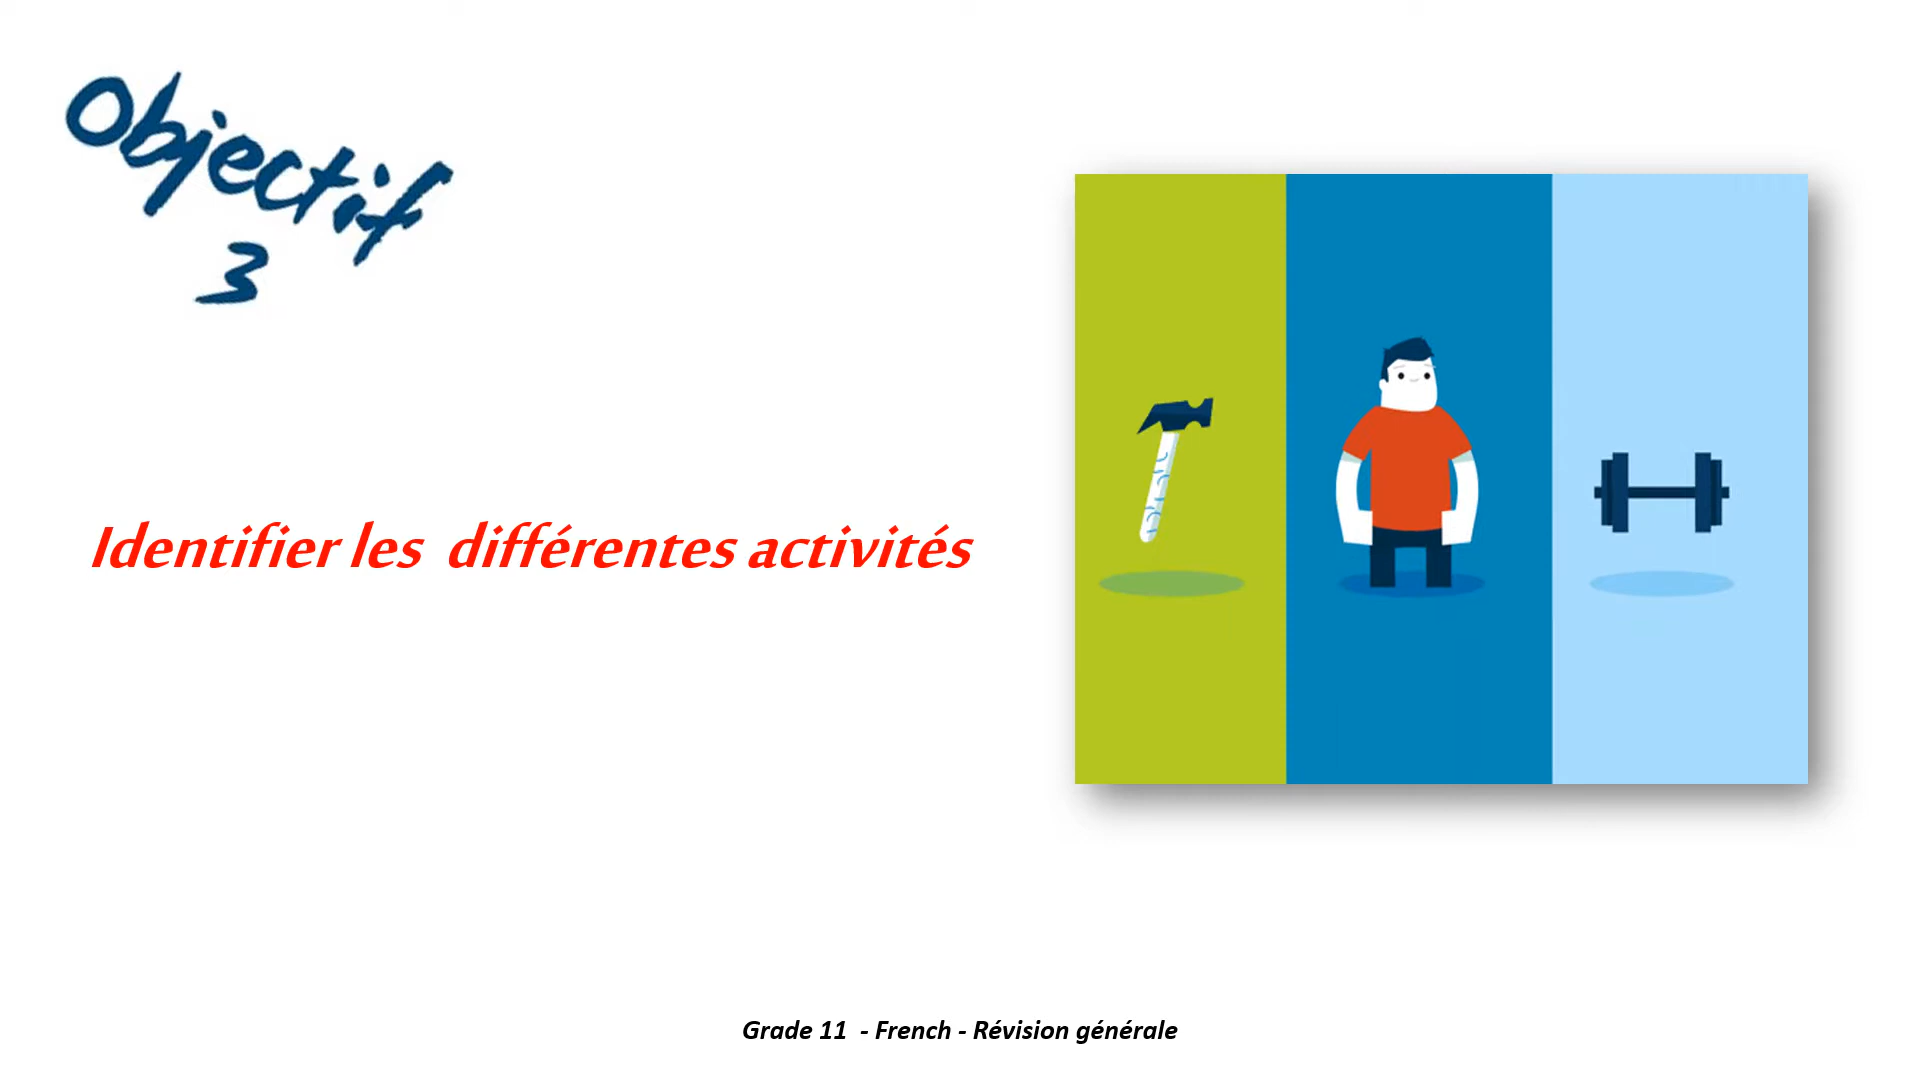 Objectif
3
Identifier les différentes activités
Grade 11 - French - Révision générale